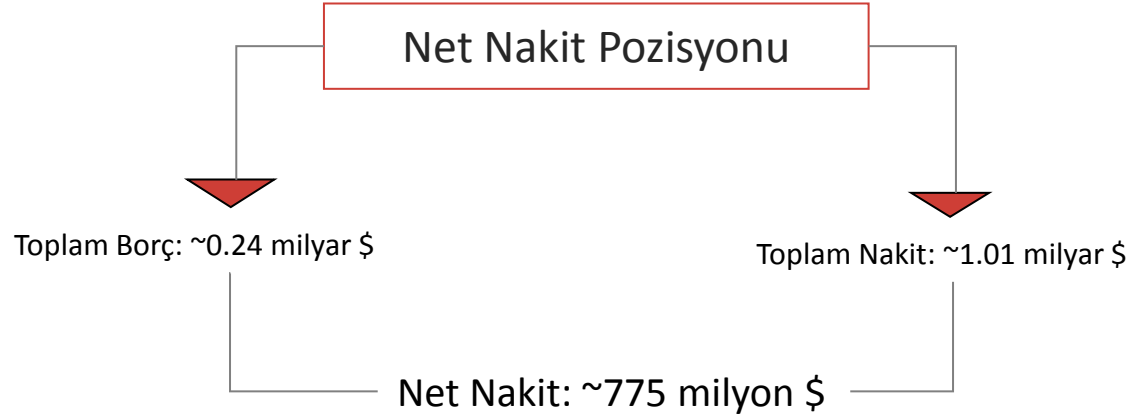 Net Nakit Pozisyonu
Toplam Borç: ~0.24 milyar $
Toplam Nakit: ~1.01 milyar $
Net Nakit: ~775 milyon $